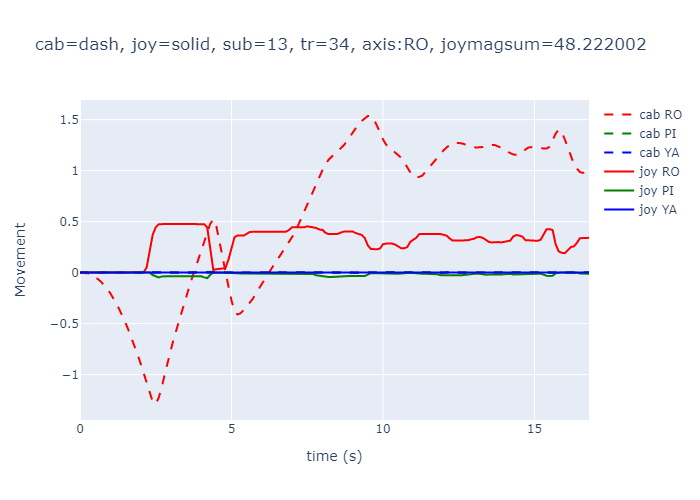 cab=dash, joy=solid, sub=13, tr=34, axis:RO, joymagsum=48.222002
Movement
1.5
1
0.5
0
−0.5
−1
0
5
10
15
time (s)
cab RO
cab PI
cab YA
joy RO
joy PI
joy YA